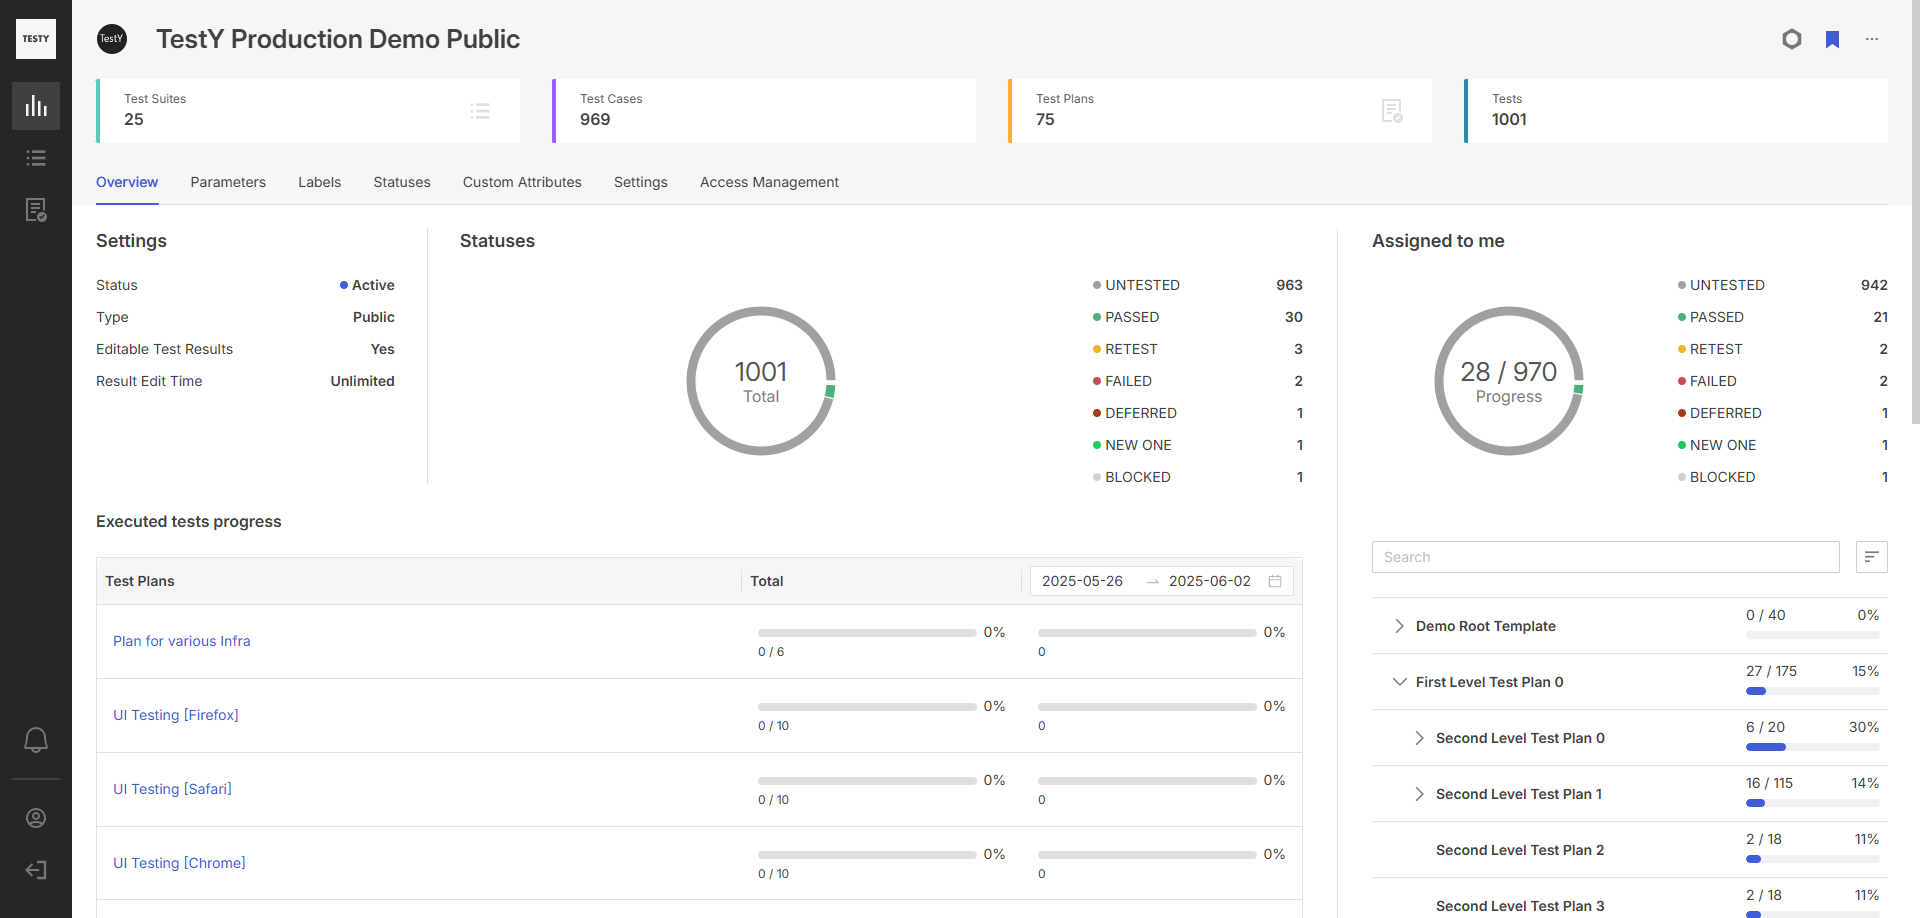 TESTY
TestY
TestY Production Demo Public
Test Suites
25
Test Cases
969
Test Plans
75
Tests
1001
Overview
Parameters
Labels
Statuses
Custom Attributes
Settings
Access Management
Settings
Status
Active
Type
Public
Editable Test Results
Yes
Result Edit Time
Unlimited
Statuses
1001
Total
UNTESTED 963
PASSED 30
RETEST 3
FAILED 2
DEFERRED 1
NEW ONE 1
BLOCKED 1
Assigned to me
28 / 970
Progress
UNTESTED 942
PASSED 21
RETEST 2
FAILED 2
DEFERRED 1
NEW ONE 1
BLOCKED 1
Executed tests progress
Test Plans
Total
2025-05-26
2025-06-02
Plan for various Infra
0%
0 / 6
0%
0
UI Testing [Firefox]
0%
0 / 10
0%
0
UI Testing [Safari]
0%
0 / 10
0%
0
UI Testing [Chrome]
0%
0 / 10
0%
0
Search
Demo Root Template
0 / 40
0%
First Level Test Plan 0
27 / 175
15%
Second Level Test Plan 0
6 / 20
30%
Second Level Test Plan 1
16 / 115
14%
Second Level Test Plan 2
2 / 18
11%
Second Level Test Plan 3
2 / 18
11%